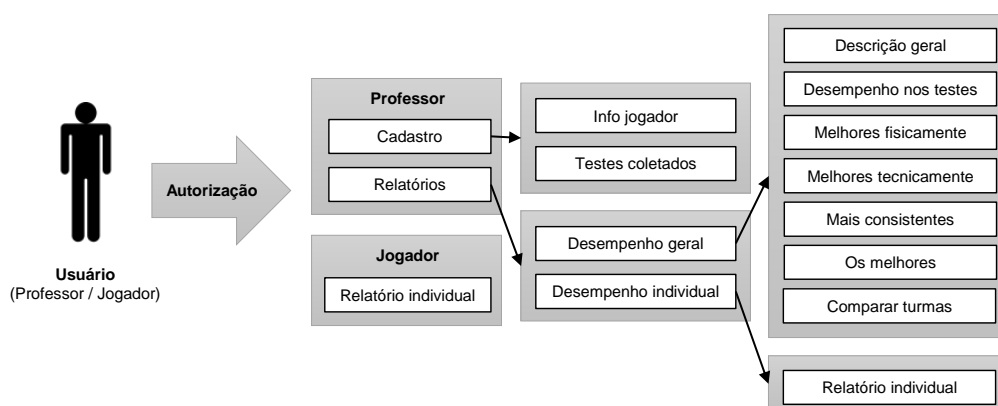 Usuário
(Professor / Jogador)
Autorização
Professor
Cadastro
Relatórios
Jogador
Relatório individual
Info jogador
Testes coletados
Desempenho geral
Desempenho individual
Descrição geral
Desempenho nos testes
Melhores fisicamente
Melhores tecnicamente
Mais consistentes
Os melhores
Comparar turmas
Relatório individual